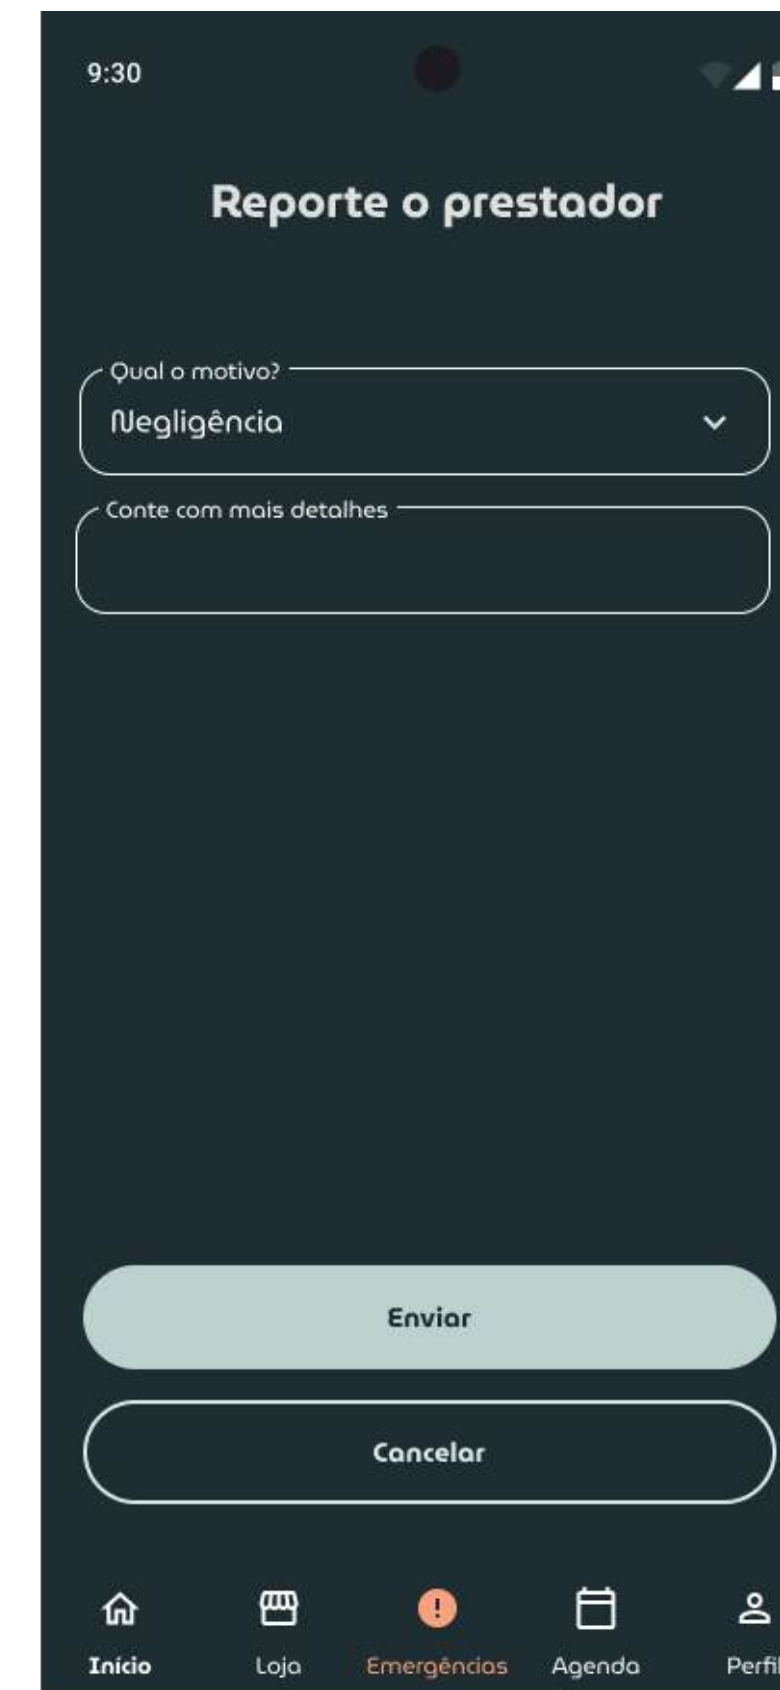 9:30
Reporte o prestador
Qual o motivo?
Negligência
Conte com mais detalhes
Enviar
Cancelar
Início Loja Emergências Agenda Perfil